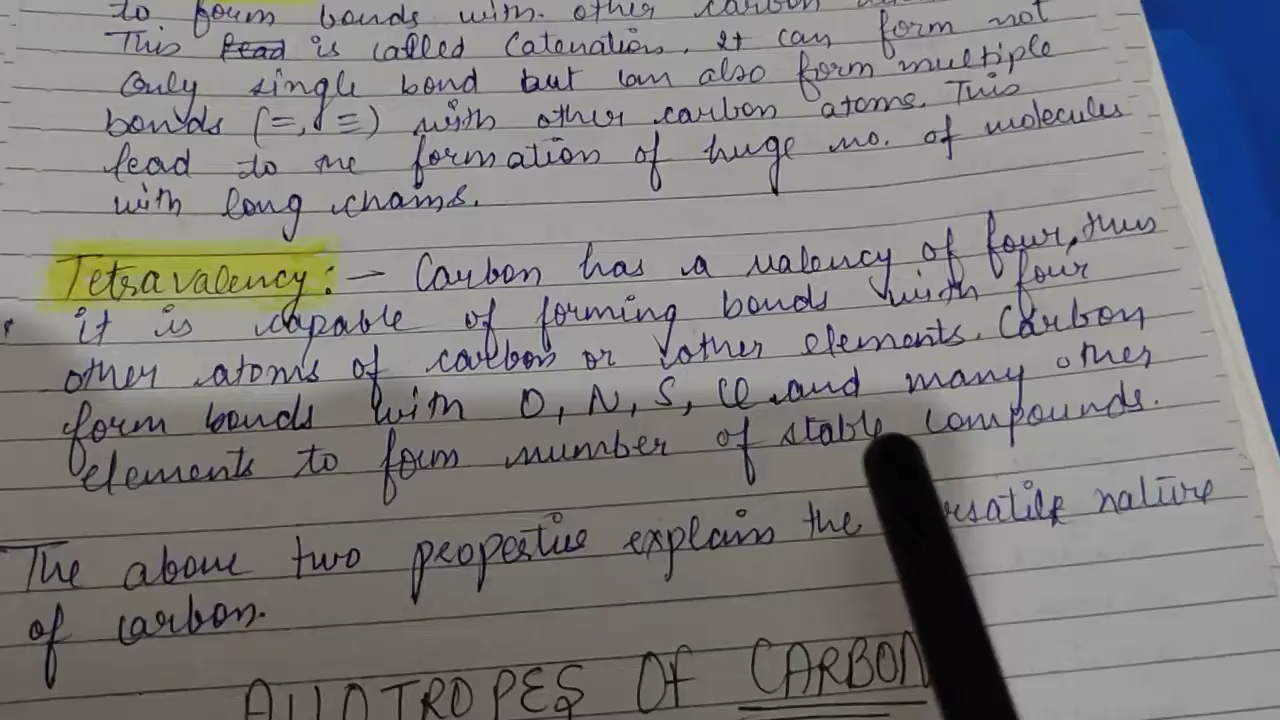 to form bonds with other carbon
This lead is called Catenation. It can form not
only single bond but can also form multiple
bonds (=, ≡) with other carbon atoms. This
lead to the formation of huge no. of molecules
with long chains.
Tetravalency:- Carbon has a valency of four, thus
it is capable of forming bonds with four
other atoms of carbon or other elements. Carbon
form bonds with O, N, S, Cl and many other
elements to form number of stable compounds.
The above two propertie explain the nature
of carbon.
ALLOTROPES OF CARBON